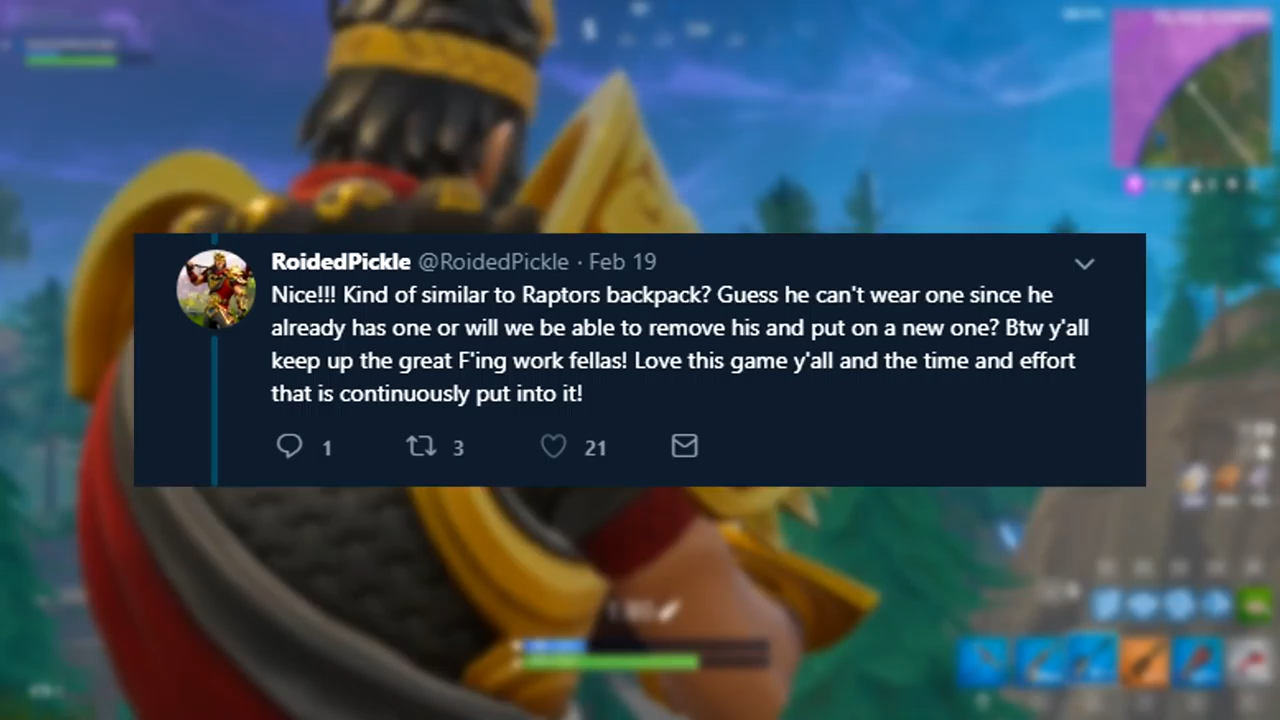 RoidedPickle @RoidedPickle · Feb 19
Nice!!! Kind of similar to Raptors backpack? Guess he can't wear one since he
already has one or will we be able to remove his and put on a new one? Btw y'all
keep up the great F'ing work fellas! Love this game y'all and the time and effort
that is continuously put into it!
1 3 21